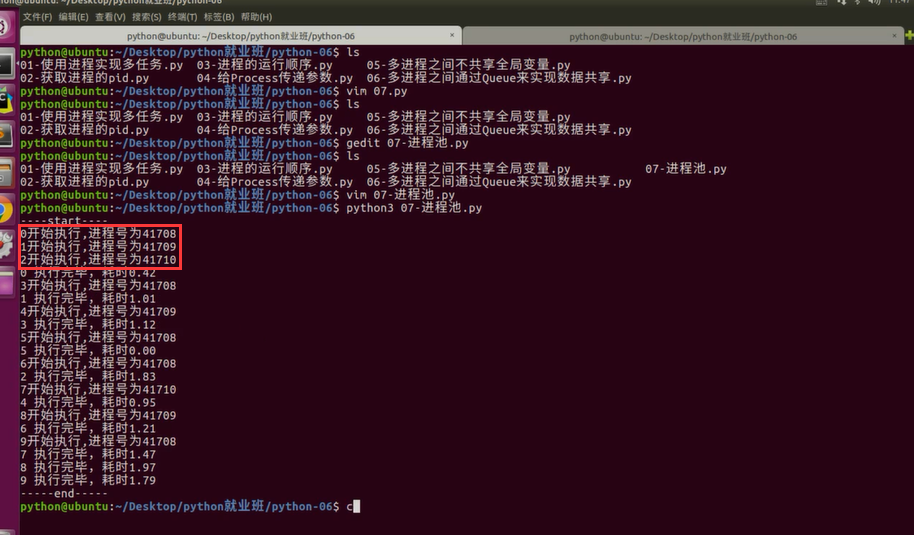 python@ubuntu: ~/Desktop/python就业班/python-06
文件(F) 编辑(E) 查看(V) 搜索(S) 终端(T) 标签(B) 帮助(H)
python@ubuntu: ~/Desktop/python就业班/python-06 × python@ubuntu: ~/Desktop/python就业班/python-06 ×
python@ubuntu:~/Desktop/python就业班/python-06$ ls
01-使用进程实现多任务.py 03-进程的运行顺序.py 05-多进程之间不共享全局变量.py
02-获取进程的pid.py 04-给Process传递参数.py 06-多进程之间通过Queue来实现数据共享.py
python@ubuntu:~/Desktop/python就业班/python-06$ vim 07.py
python@ubuntu:~/Desktop/python就业班/python-06$ ls
01-使用进程实现多任务.py 03-进程的运行顺序.py 05-多进程之间不共享全局变量.py
02-获取进程的pid.py 04-给Process传递参数.py 06-多进程之间通过Queue来实现数据共享.py
python@ubuntu:~/Desktop/python就业班/python-06$ gedit 07-进程池.py
python@ubuntu:~/Desktop/python就业班/python-06$ ls
01-使用进程实现多任务.py 03-进程的运行顺序.py 05-多进程之间不共享全局变量.py 07-进程池.py
02-获取进程的pid.py 04-给Process传递参数.py 06-多进程之间通过Queue来实现数据共享.py
python@ubuntu:~/Desktop/python就业班/python-06$ vim 07-进程池.py
python@ubuntu:~/Desktop/python就业班/python-06$ python3 07-进程池.py
----start----
0开始执行,进程号为41708
1开始执行,进程号为41709
2开始执行,进程号为41710
0 执行完毕，耗时0.42
3开始执行,进程号为41708
1 执行完毕，耗时1.01
4开始执行,进程号为41709
3 执行完毕，耗时1.12
5开始执行,进程号为41708
5 执行完毕，耗时0.00
6开始执行,进程号为41708
2 执行完毕，耗时1.83
7开始执行,进程号为41710
4 执行完毕，耗时0.95
8开始执行,进程号为41709
6 执行完毕，耗时1.21
9开始执行,进程号为41708
7 执行完毕，耗时1.47
8 执行完毕，耗时1.97
9 执行完毕，耗时1.79
-----end-----
python@ubuntu:~/Desktop/python就业班/python-06$ c